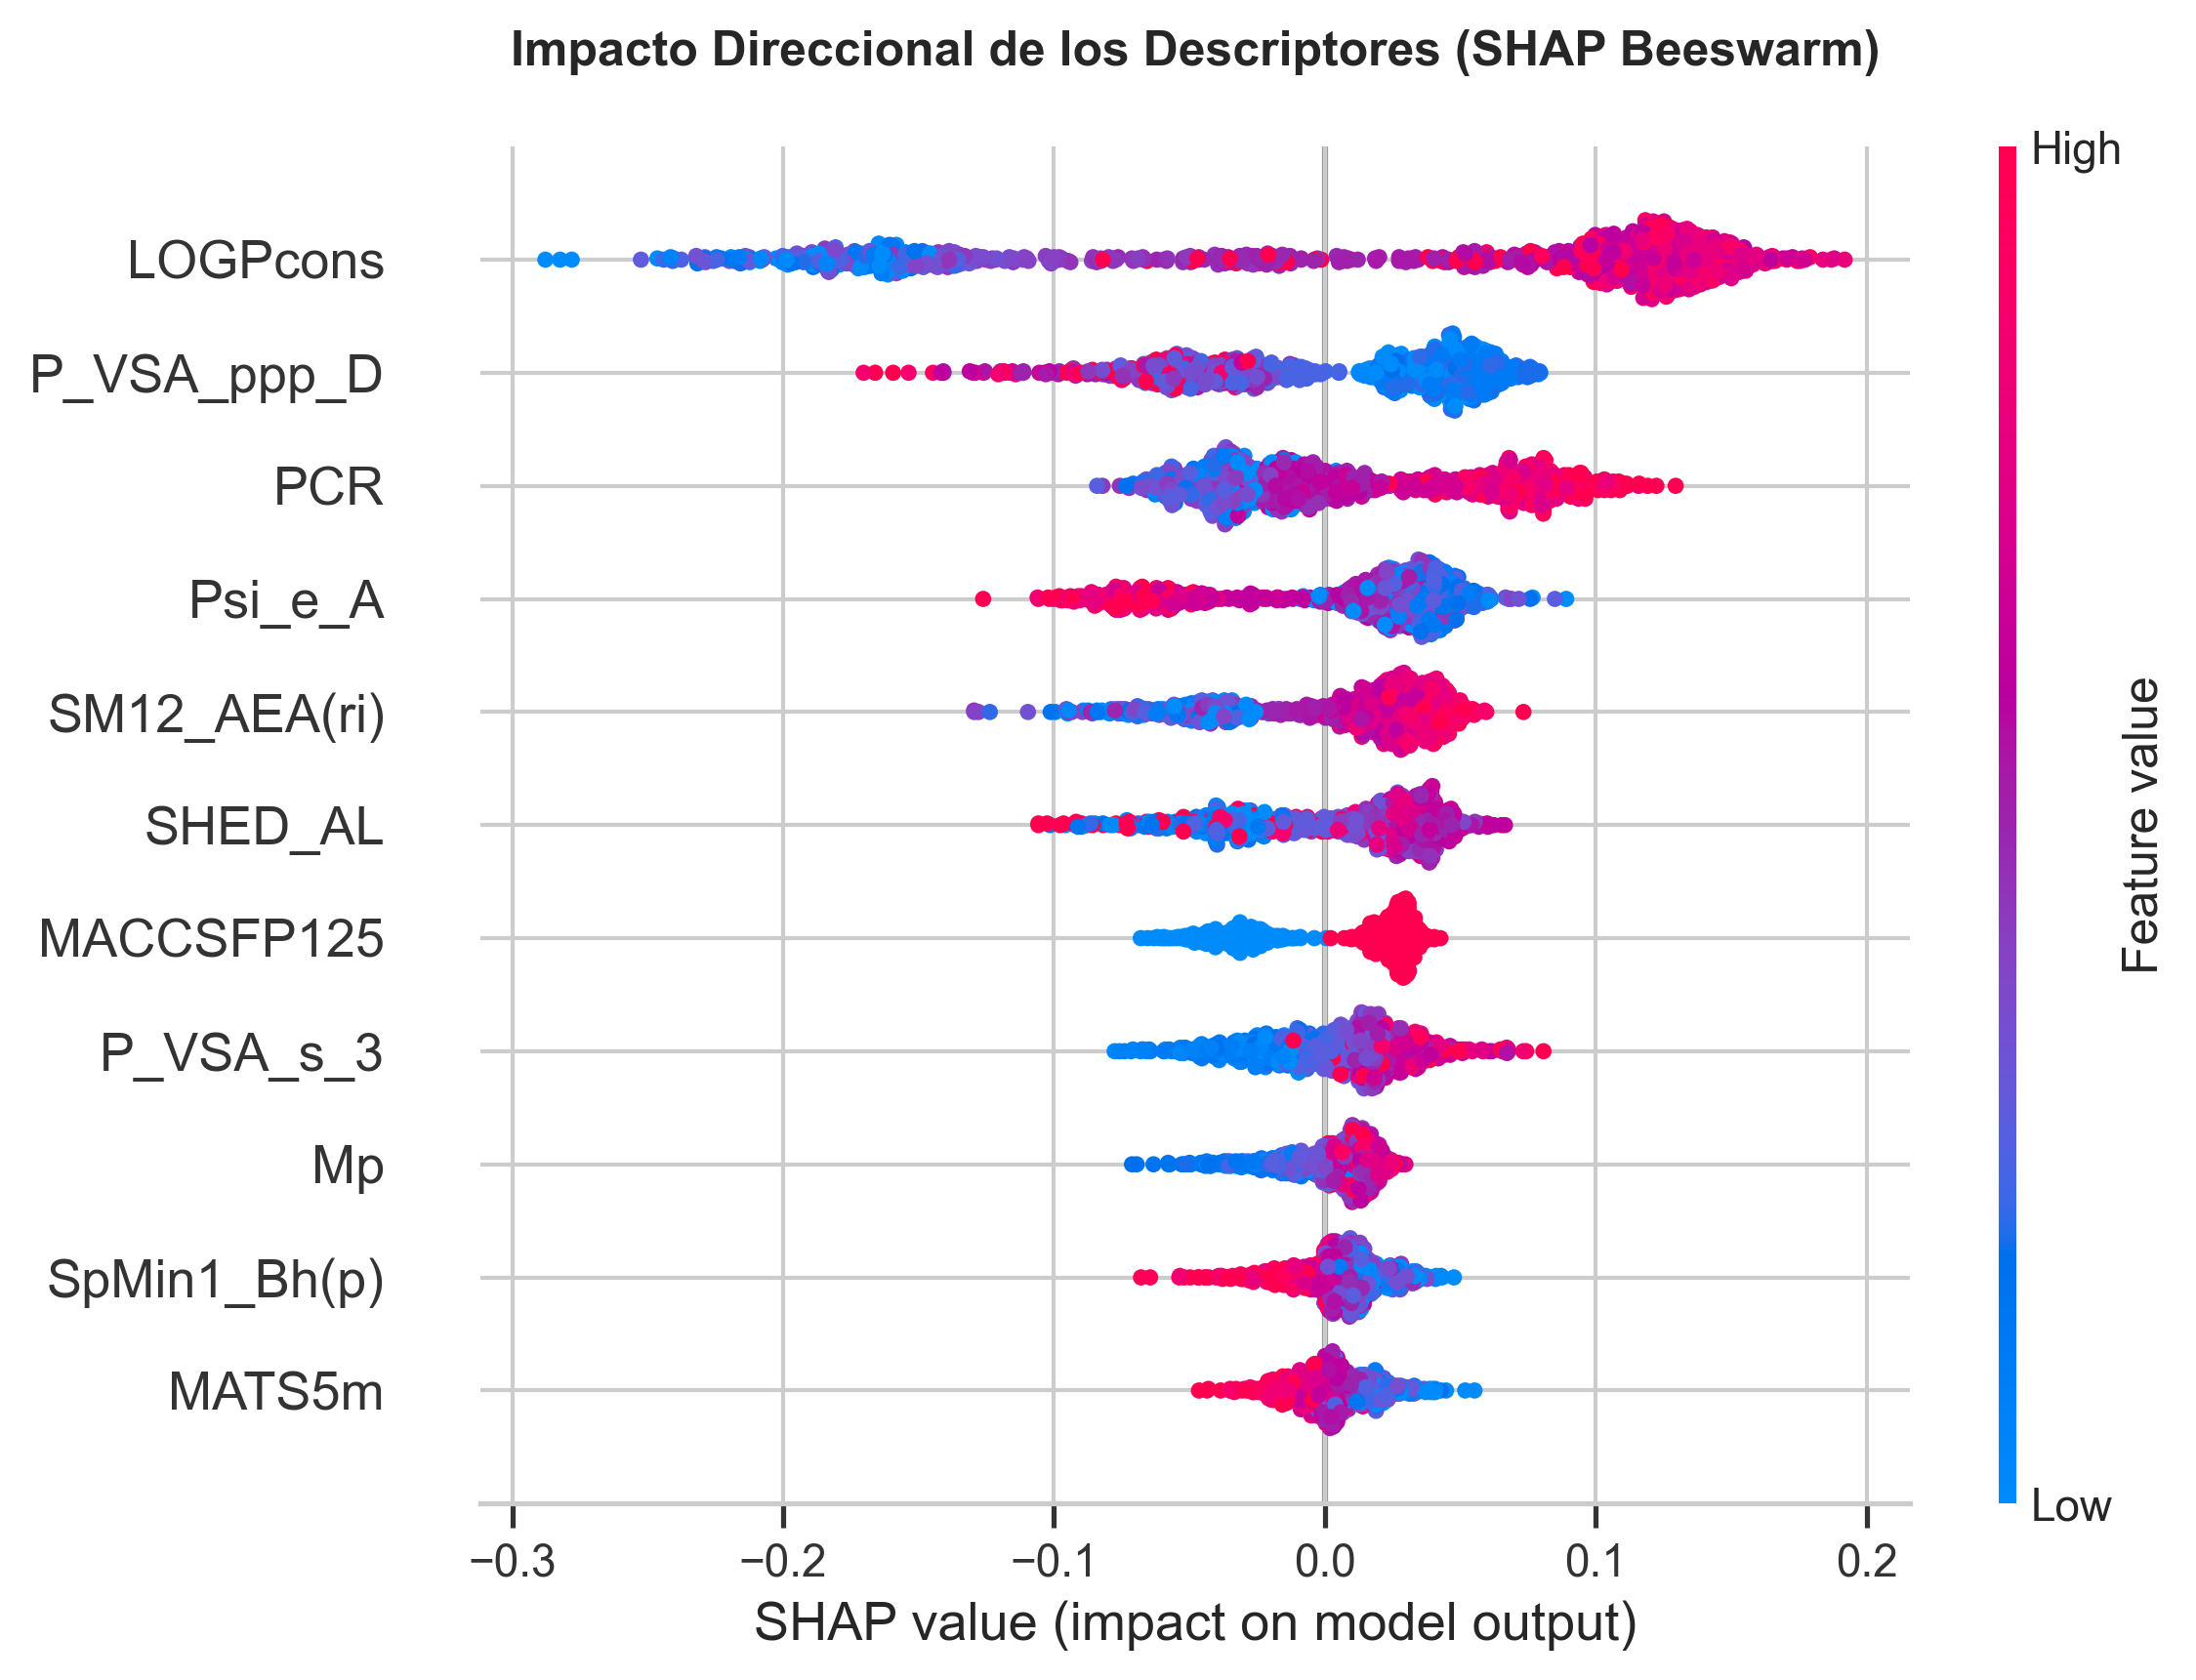 Impacto Direccional de los Descriptores (SHAP Beeswarm)
High
LOGPcons
P_VSA_ppp_D
PCR
Psi_e_A
SM12_AEA(ri)
SHED_AL
MACCSFP125
P_VSA_s_3
Mp
SpMin1_Bh(p)
MATS5m
Feature value
Low
−0.3 −0.2 −0.1 0.0 0.1 0.2
SHAP value (impact on model output)